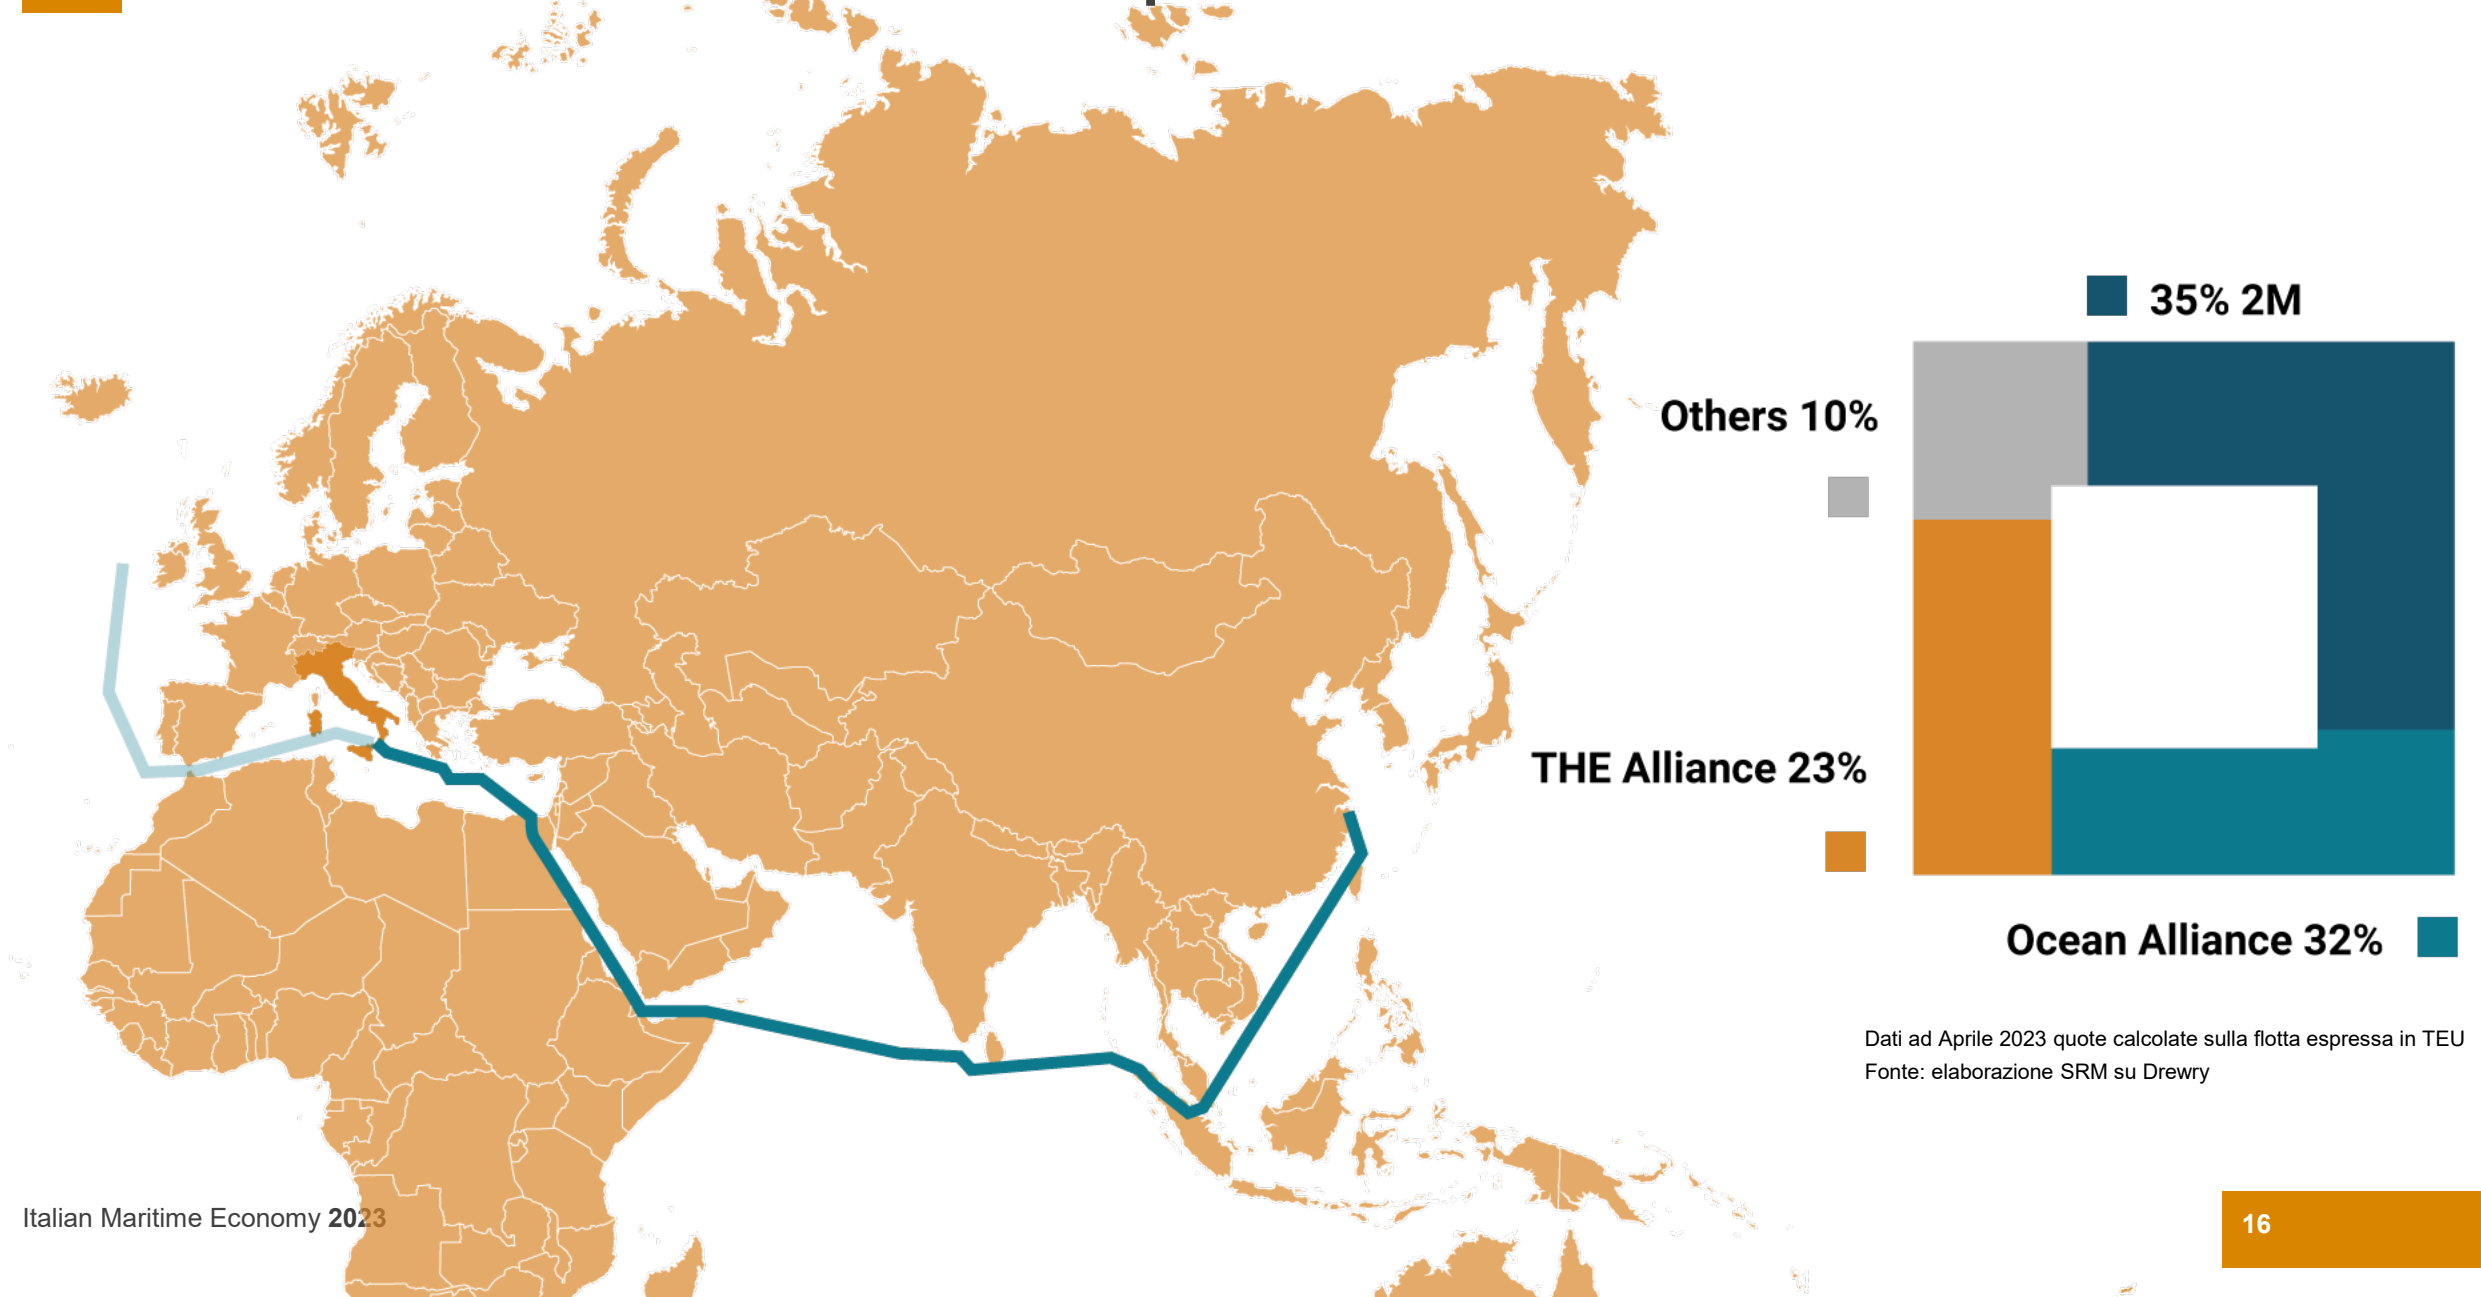 35% 2M
Others 10%
THE Alliance 23%
Ocean Alliance 32%
Dati ad Aprile 2023 quote calcolate sulla flotta espressa in TEU
Fonte: elaborazione SRM su Drewry
Italian Maritime Economy 2023
16